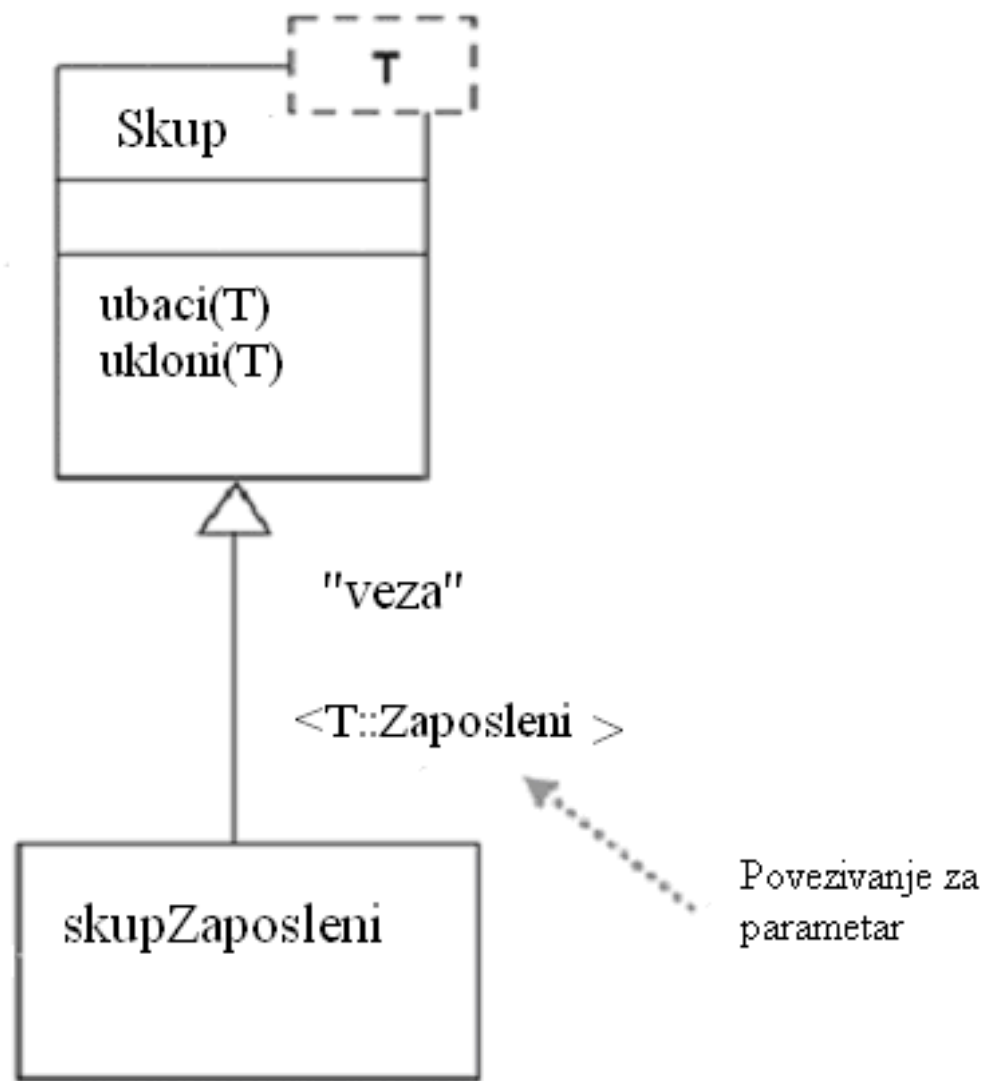 T
Skup
ubaci(T)
ukloni(T)
"veza"
<T::Zaposleni >
skupZaposleni
Povezivanje za
parametar